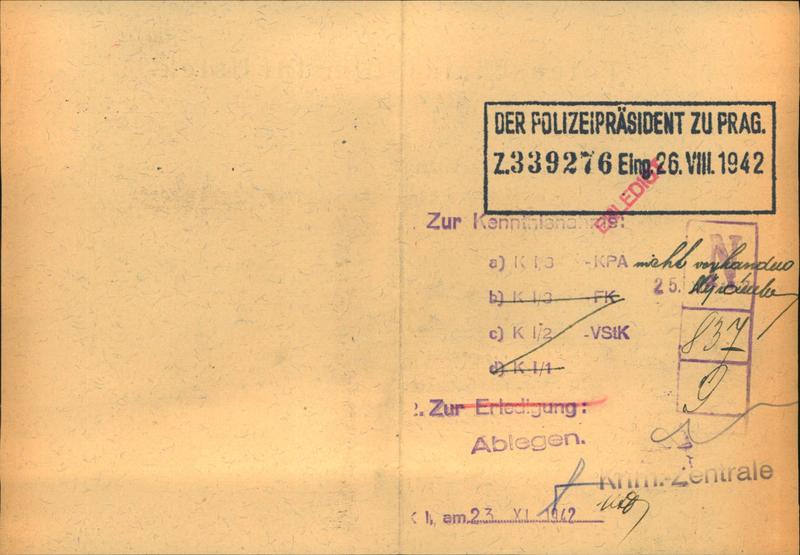 DER POLIZEIPRÄSIDENT ZU PRAG.
Z.339276 Eing. 26. VIII. 1942
ERLEDIGT
Zur Kenntnisnahme:
a) K I/3 -KPA nicht vorhanden
b) K I/3 -FK
25.
c) K I/2 -VStK
837
d) K I/1
9
2. Zur Erledigung:
Ablegen.
Krim.-Zentrale
K I, am 23. XI. 1942